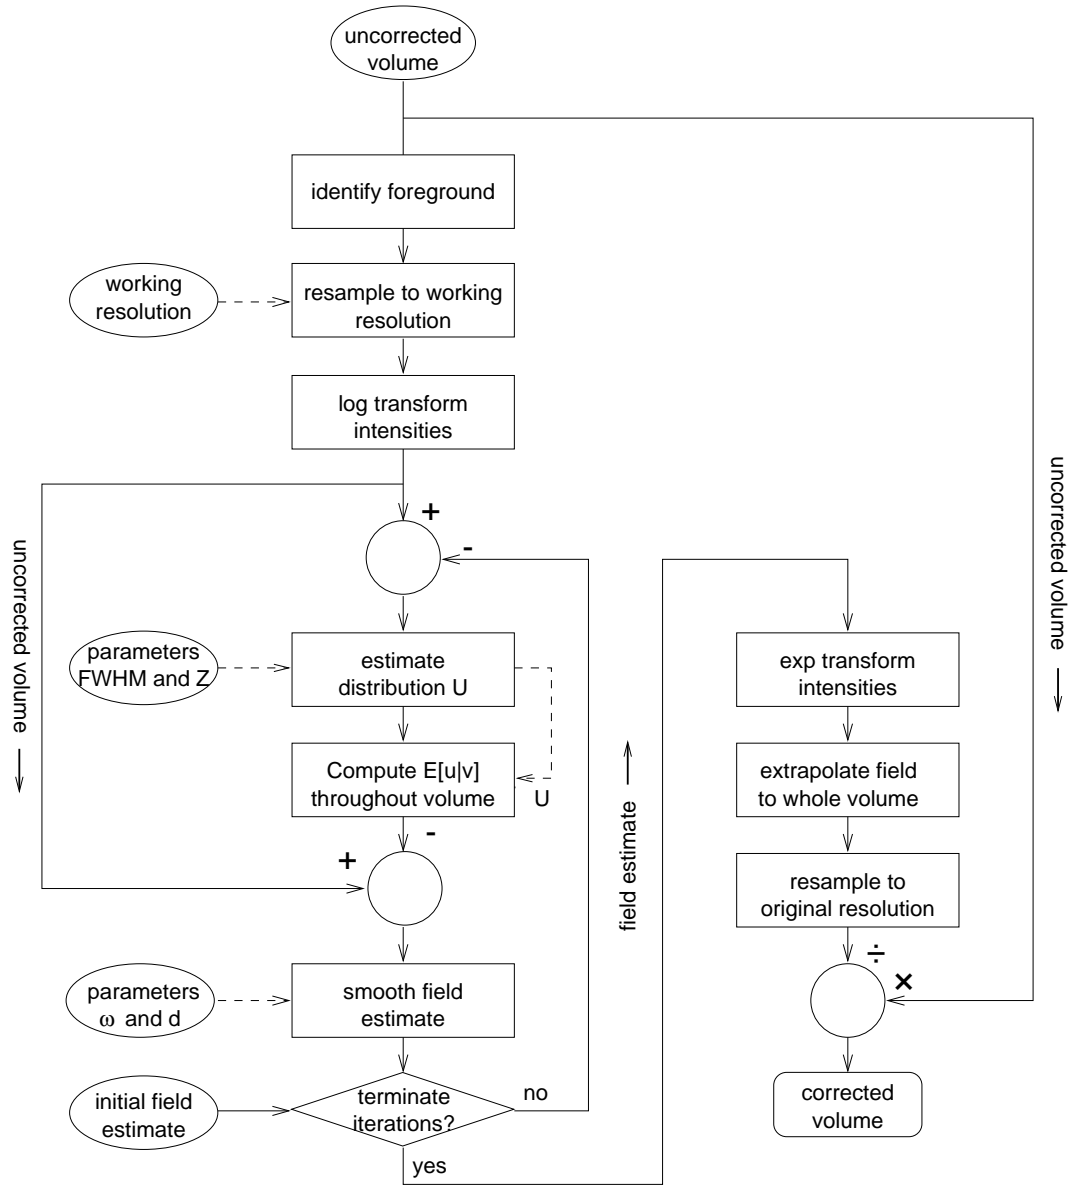 uncorrected
volume
identify foreground
working
resolution
resample to working
resolution
log transform
intensities
uncorrected volume
+
-
parameters
FWHM and Z
estimate
distribution U
Compute E[u|v]
throughout volume
U
-
+
parameters
ω and d
smooth field
estimate
initial field
estimate
terminate
iterations?
no
yes
field estimate
exp transform
intensities
extrapolate field
to whole volume
resample to
original resolution
÷
×
uncorrected volume
corrected
volume